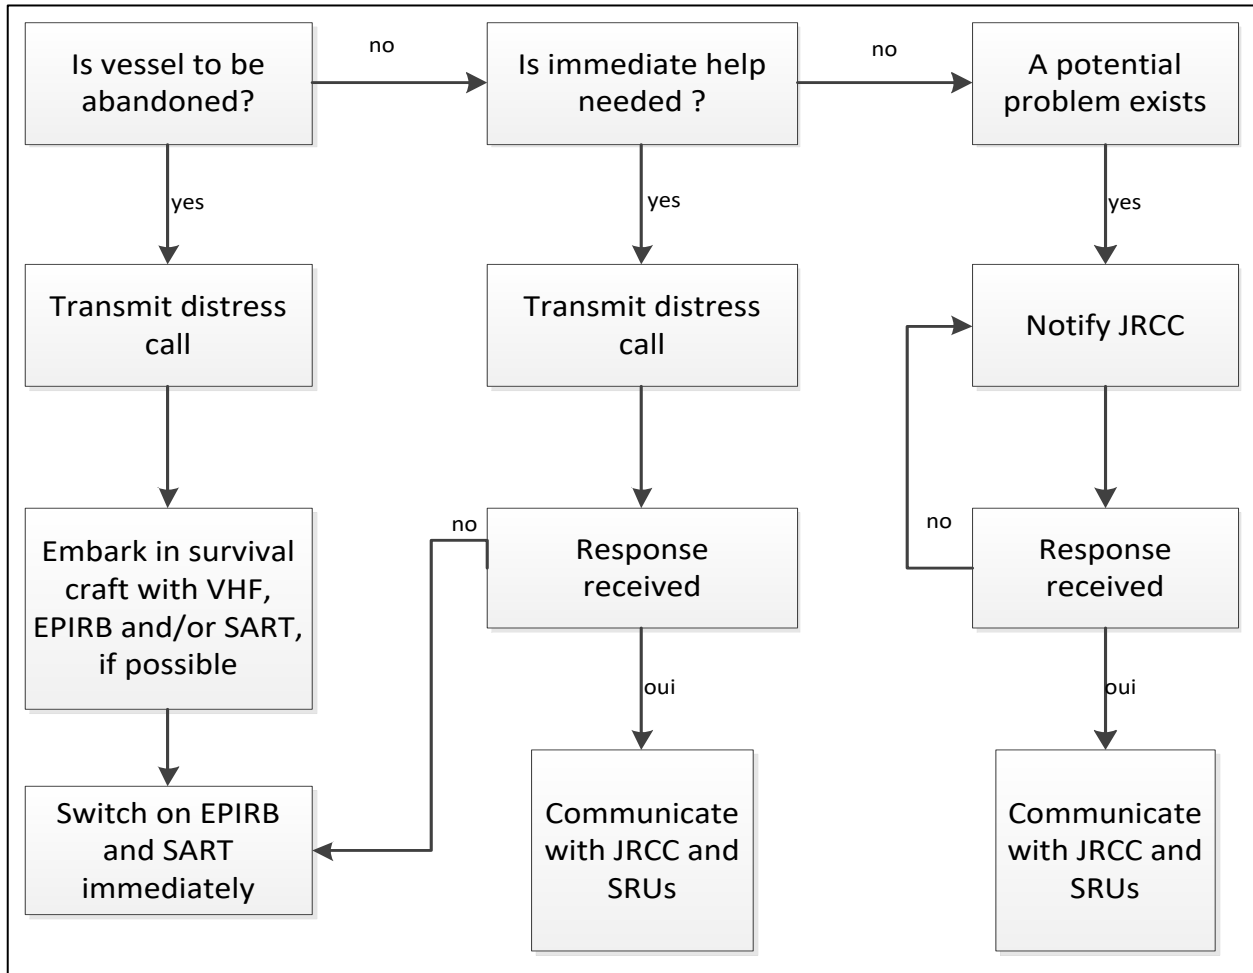 Is vessel to be
abandoned?
no
Is immediate help
needed ?
no
A potential
problem exists
yes
yes
yes
Transmit distress
call
Transmit distress
call
Notify JRCC
Embark in survival
craft with VHF,
EPIRB and/or SART,
if possible
no
Response
received
no
Response
received
oui
oui
Switch on EPIRB
and SART
immediately
Communicate
with JRCC and
SRUs
Communicate
with JRCC and
SRUs